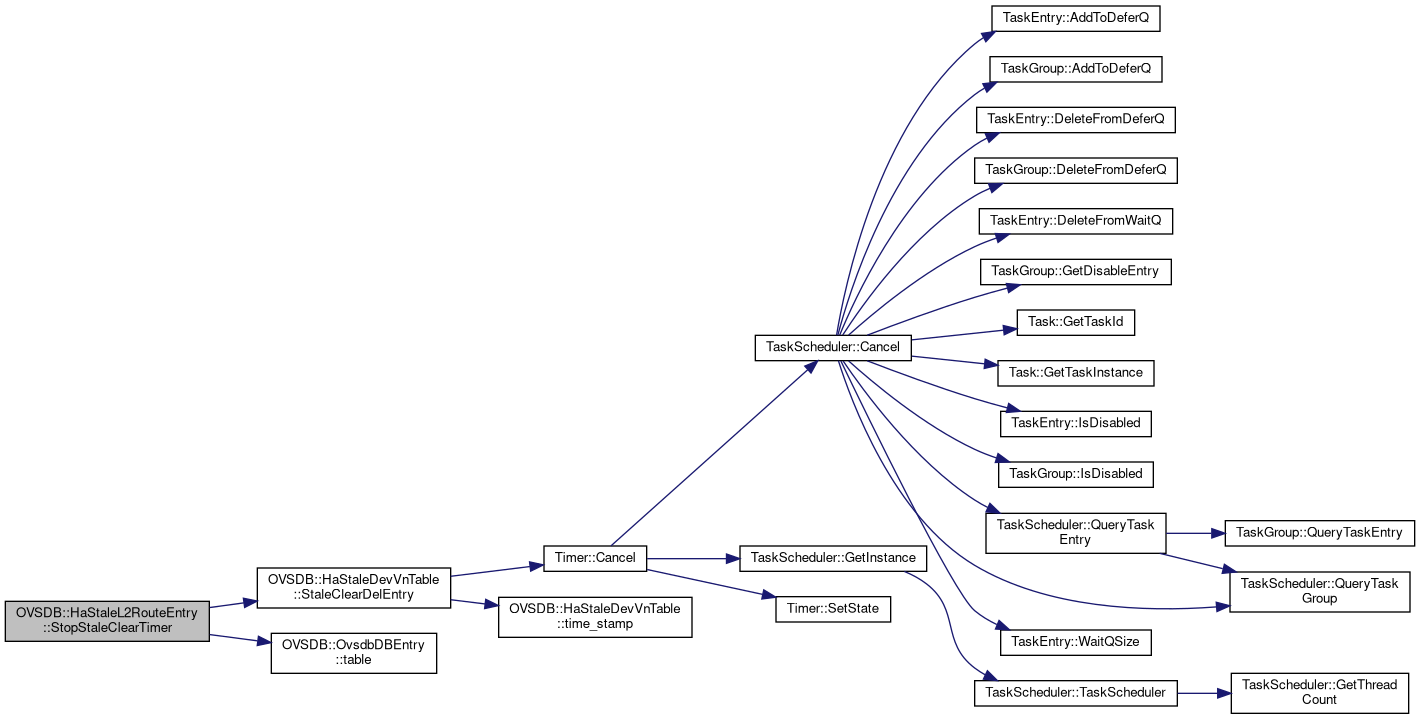 OVSDB::HaStaleL2RouteEntry
::StopStaleClearTimer
OVSDB::HaStaleDevVnTable
::StaleClearDelEntry
OVSDB::OvsdbDBEntry
::table
Timer::Cancel
OVSDB::HaStaleDevVnTable
::time_stamp
TaskScheduler::Cancel
TaskScheduler::GetInstance
Timer::SetState
TaskEntry::AddToDeferQ
TaskGroup::AddToDeferQ
TaskEntry::DeleteFromDeferQ
TaskGroup::DeleteFromDeferQ
TaskEntry::DeleteFromWaitQ
TaskGroup::GetDisableEntry
Task::GetTaskId
Task::GetTaskInstance
TaskEntry::IsDisabled
TaskGroup::IsDisabled
TaskScheduler::QueryTask
Entry
TaskEntry::WaitQSize
TaskScheduler::TaskScheduler
TaskGroup::QueryTaskEntry
TaskScheduler::QueryTask
Group
TaskScheduler::GetThread
Count